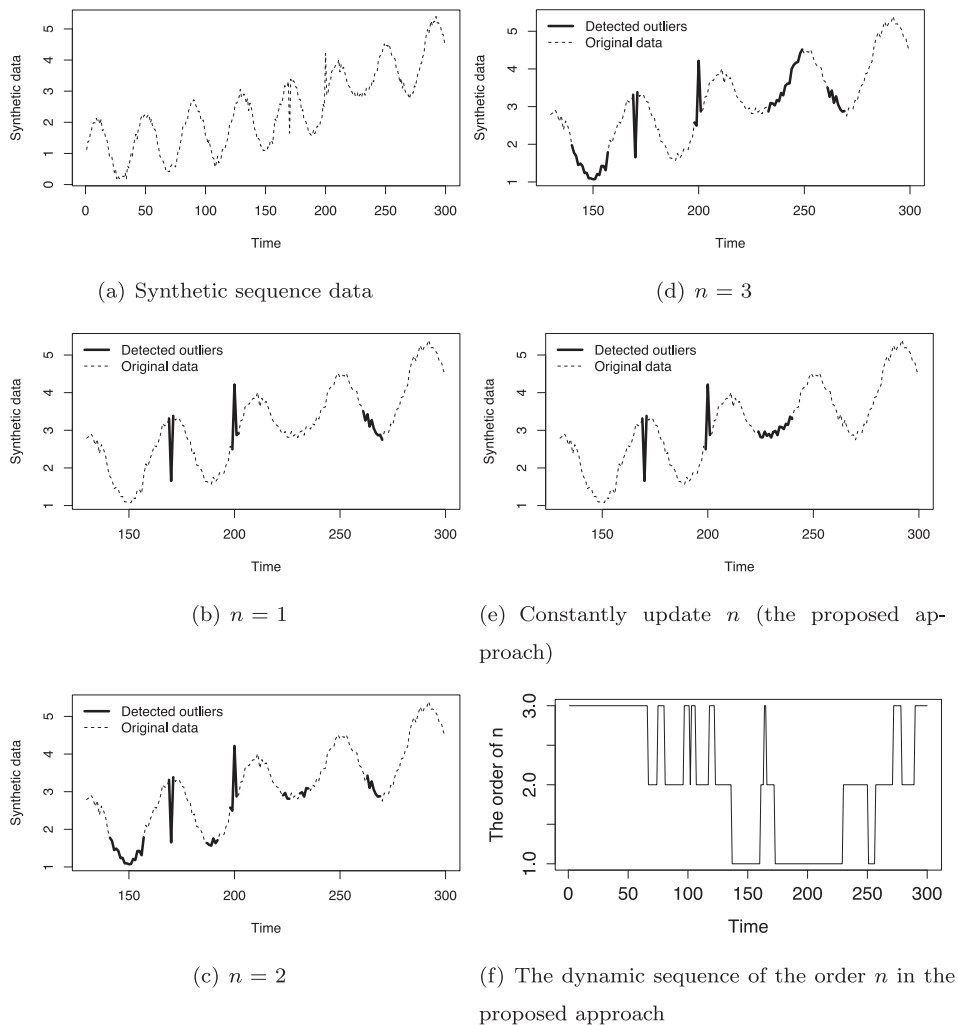 Synthetic data
5
4
3
2
1
0
0 50 100 150 200 250 300
Time
(a) Synthetic sequence data
Synthetic data
5
4
3
2
1
Detected outliers
Original data
150 200 250 300
Time
(d) n = 3
Synthetic data
5
4
3
2
1
Detected outliers
Original data
150 200 250 300
Time
(b) n = 1
Synthetic data
5
4
3
2
1
Detected outliers
Original data
150 200 250 300
Time
(e) Constantly update n (the proposed ap-
proach)
Synthetic data
5
4
3
2
1
Detected outliers
Original data
150 200 250 300
Time
(c) n = 2
The order of n
3.0
2.0
1.0
0 50 100 150 200 250 300
Time
(f) The dynamic sequence of the order n in the
proposed approach